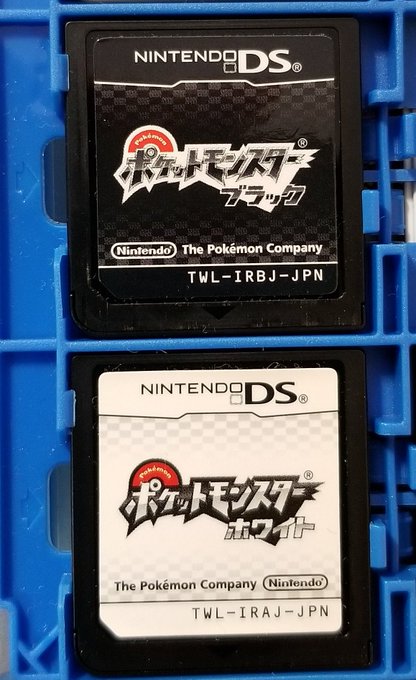 NINTENDO DS®
Pokémon
ポケットモンスター®
ブラック
Nintendo® The Pokémon Company
TWL-IRBJ-JPN
NINTENDO DS®
Pokémon
ポケットモンスター®
ホワイト
The Pokémon Company Nintendo®
TWL-IRAJ-JPN